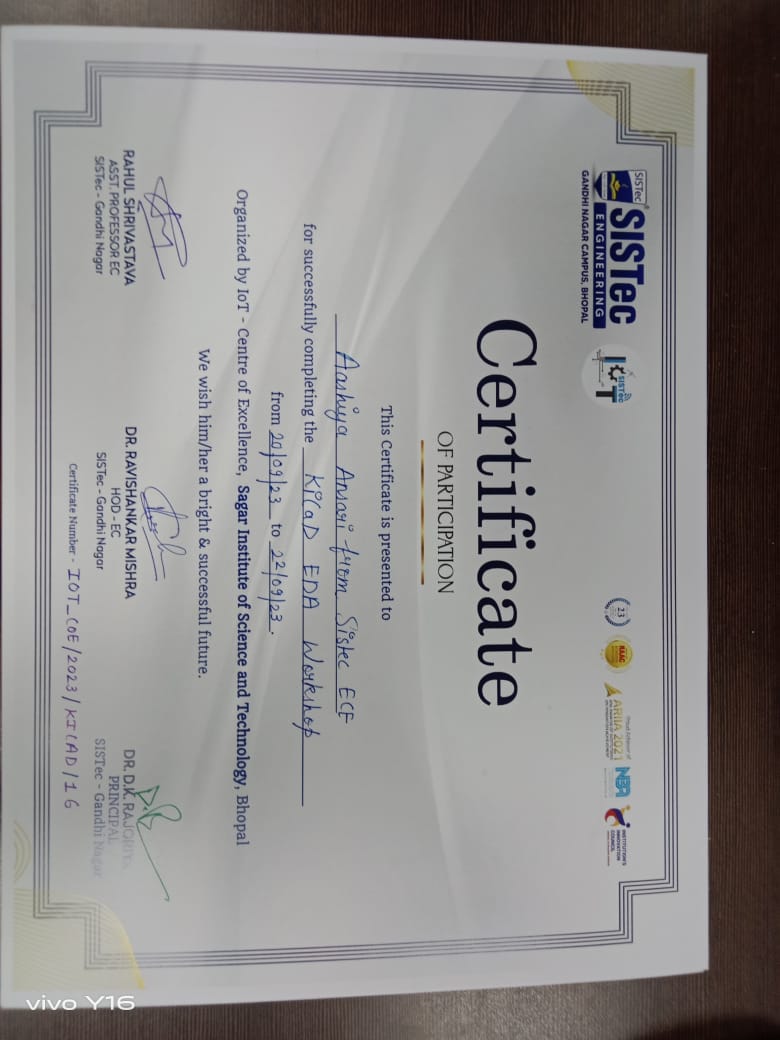 SISTec
SISTec
ENGINEERING
GANDHI NAGAR CAMPUS, BHOPAL
SISTec
23
NAAC
ARIIA 2021
NBA
INSTITUTION'S
INNOVATION
COUNCIL
Certificate
OF PARTICIPATION
This Certificate is presented to
Aashiya Ansari from Sistec ECE
for successfully completing the KiCaD EDA Workshop
from 20/09/23 to 22/09/23.
Organized by IoT - Centre of Excellence, Sagar Institute of Science and Technology, Bhopal
We wish him/her a bright & successful future.
RAHUL SHRIVASTAVA
ASST. PROFESSOR EC
SISTec - Gandhi Nagar
DR. RAVISHANKAR MISHRA
HOD - EC
SISTec - Gandhi Nagar
DR. D.K. RAJORIYA
PRINCIPAL
SISTec - Gandhi Nagar
Certificate Number - IOT_COE/2023/KICAD/16
vivo Y16